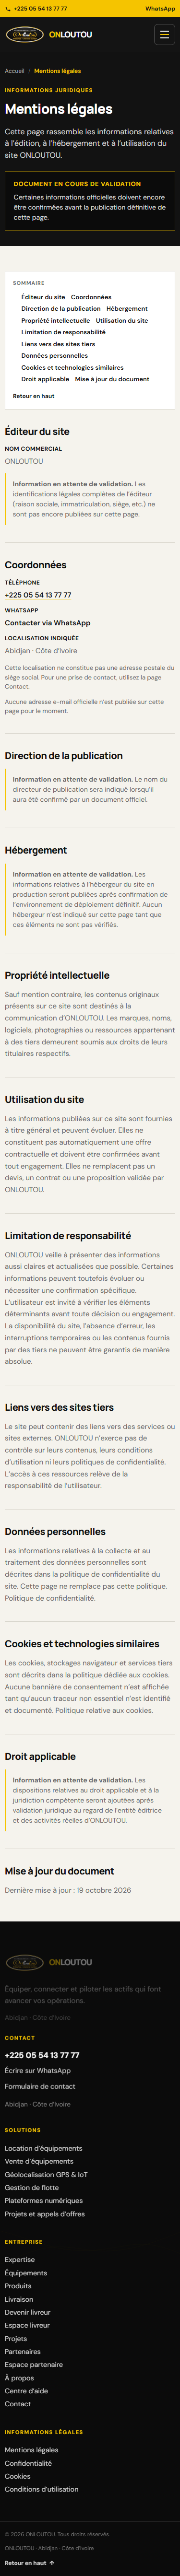 +225 05 54 13 77 77
WhatsApp
ONLOUTOU
Accueil / Mentions légales
INFORMATIONS JURIDIQUES
Mentions légales
Cette page rassemble les informations relatives
à l'édition, à l'hébergement et à l'utilisation du
site ONLOUTOU.
DOCUMENT EN COURS DE VALIDATION
Certaines informations officielles doivent encore
être confirmées avant la publication définitive de
cette page.
SOMMAIRE
Éditeur du site Coordonnées
Direction de la publication Hébergement
Propriété intellectuelle Utilisation du site
Limitation de responsabilité
Liens vers des sites tiers
Données personnelles
Cookies et technologies similaires
Droit applicable Mise à jour du document
Retour en haut
Éditeur du site
NOM COMMERCIAL
ONLOUTOU
Information en attente de validation. Les
identifications légales complètes de l'éditeur
(raison sociale, immatriculation, siège, etc.) ne
sont pas encore publiées sur cette page.
Coordonnées
TÉLÉPHONE
+225 05 54 13 77 77
WHATSAPP
Contacter via WhatsApp
LOCALISATION INDIQUÉE
Abidjan · Côte d'Ivoire
Cette localisation ne constitue pas une adresse postale du
siège social. Pour une prise de contact, utilisez la page
Contact.
Aucune adresse e-mail officielle n'est publiée sur cette
page pour le moment.
Direction de la publication
Information en attente de validation. Le nom du
directeur de publication sera indiqué lorsqu'il
aura été confirmé par un document officiel.
Hébergement
Information en attente de validation. Les
informations relatives à l'hébergeur du site en
production seront publiées après confirmation de
l'environnement de déploiement définitif. Aucun
hébergeur n'est indiqué sur cette page tant que
ces éléments ne sont pas vérifiés.
Propriété intellectuelle
Sauf mention contraire, les contenus originaux
présents sur ce site sont destinés à la
communication d'ONLOUTOU. Les marques, noms,
logiciels, photographies ou ressources appartenant
à des tiers demeurent soumis aux droits de leurs
titulaires respectifs.
Utilisation du site
Les informations publiées sur ce site sont fournies
à titre général et peuvent évoluer. Elles ne
constituent pas automatiquement une offre
contractuelle et doivent être confirmées avant
tout engagement. Elles ne remplacent pas un
devis, un contrat ou une proposition validée par
ONLOUTOU.
Limitation de responsabilité
ONLOUTOU veille à présenter des informations
aussi claires et actualisées que possible. Certaines
informations peuvent toutefois évoluer ou
nécessiter une confirmation spécifique.
L'utilisateur est invité à vérifier les éléments
déterminants avant toute décision ou engagement.
La disponibilité du site, l'absence d'erreur, les
interruptions temporaires ou les contenus fournis
par des tiers ne peuvent être garantis de manière
absolue.
Liens vers des sites tiers
Le site peut contenir des liens vers des services ou
sites externes. ONLOUTOU n'exerce pas de
contrôle sur leurs contenus, leurs conditions
d'utilisation ni leurs politiques de confidentialité.
L'accès à ces ressources relève de la
responsabilité de l'utilisateur.
Données personnelles
Les informations relatives à la collecte et au
traitement des données personnelles sont
décrites dans la politique de confidentialité du
site. Cette page ne remplace pas cette politique.
Politique de confidentialité.
Cookies et technologies similaires
Les cookies, stockages navigateur et services tiers
sont décrits dans la politique dédiée aux cookies.
Aucune bannière de consentement n'est affichée
tant qu'aucun traceur non essentiel n'est identifié
et documenté. Politique relative aux cookies.
Droit applicable
Information en attente de validation. Les
dispositions relatives au droit applicable et à la
juridiction compétente seront ajoutées après
validation juridique au regard de l'entité éditrice
et des activités réelles d'ONLOUTOU.
Mise à jour du document
Dernière mise à jour : 19 octobre 2026
ONLOUTOU
Équiper, connecter et piloter les actifs qui font
avancer vos opérations.
Abidjan · Côte d'Ivoire
CONTACT
+225 05 54 13 77 77
Écrire sur WhatsApp
Formulaire de contact
Abidjan · Côte d'Ivoire
SOLUTIONS
Location d'équipements
Vente d'équipements
Géolocalisation GPS & IoT
Gestion de flotte
Plateformes numériques
Projets et appels d'offres
ENTREPRISE
Expertise
Équipements
Produits
Livraison
Devenir livreur
Espace livreur
Projets
Partenaires
Espace partenaire
À propos
Centre d'aide
Contact
INFORMATIONS LÉGALES
Mentions légales
Confidentialité
Cookies
Conditions d'utilisation
© 2026 ONLOUTOU. Tous droits réservés.
ONLOUTOU · Abidjan · Côte d'Ivoire
Retour en haut ↑